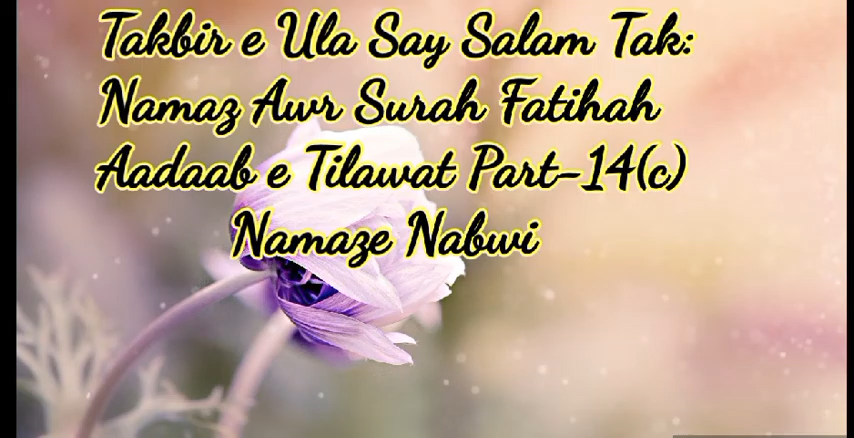 Takbir e Ula Say Salam Tak:
Namaz Awr Surah Fatihah
Aadaab e Tilawat Part-14(c)
Namaze Nabwi